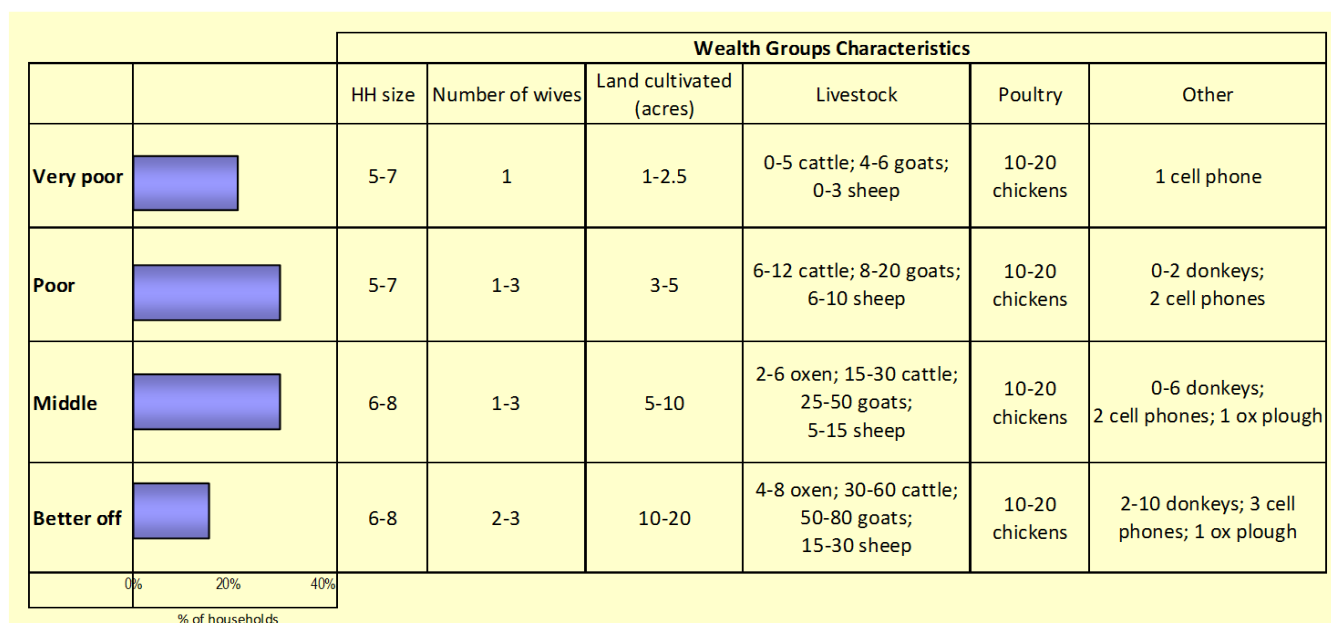 Wealth Groups Characteristics
HH size Number of wives Land cultivated (acres) Livestock Poultry Other
Very poor 5-7 1 1-2.5 0-5 cattle; 4-6 goats; 0-3 sheep 10-20 chickens 1 cell phone
Poor 5-7 1-3 3-5 6-12 cattle; 8-20 goats; 6-10 sheep 10-20 chickens 0-2 donkeys; 2 cell phones
Middle 6-8 1-3 5-10 2-6 oxen; 15-30 cattle; 25-50 goats; 5-15 sheep 10-20 chickens 0-6 donkeys; 2 cell phones; 1 ox plough
Better off 6-8 2-3 10-20 4-8 oxen; 30-60 cattle; 50-80 goats; 15-30 sheep 10-20 chickens 2-10 donkeys; 3 cell phones; 1 ox plough
0% 20% 40%
% of households